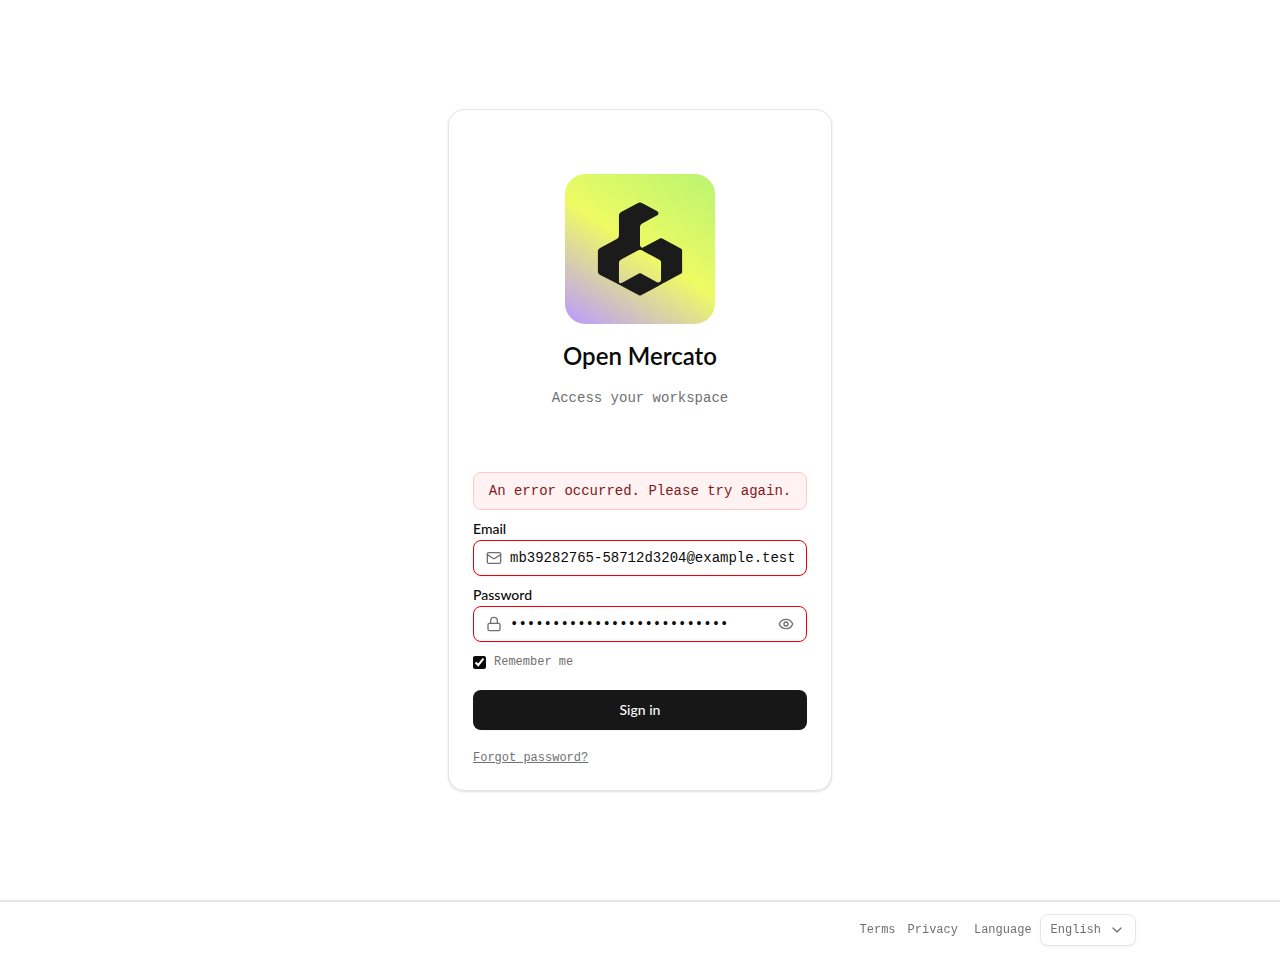 Open Mercato
Access your workspace
An error occurred. Please try again.
Email
mb39282765-58712d3204@example.test
Password
••••••••••••••••••••••••••
Remember me
Sign in
Forgot password?
Terms Privacy Language English